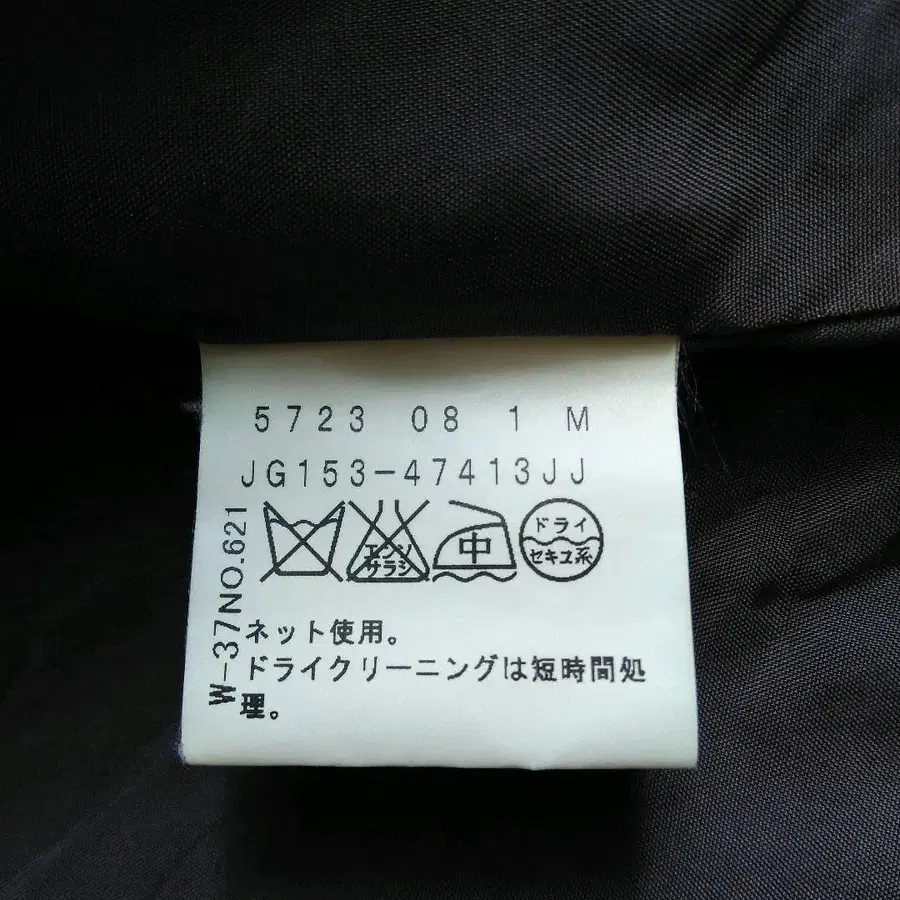 5723 08 1 M
JG153-47413JJ
エンソ
サラシ
中
ドライ
セキユ系
W-37NO.621
ネット使用。
ドライクリーニングは短時間処
理。